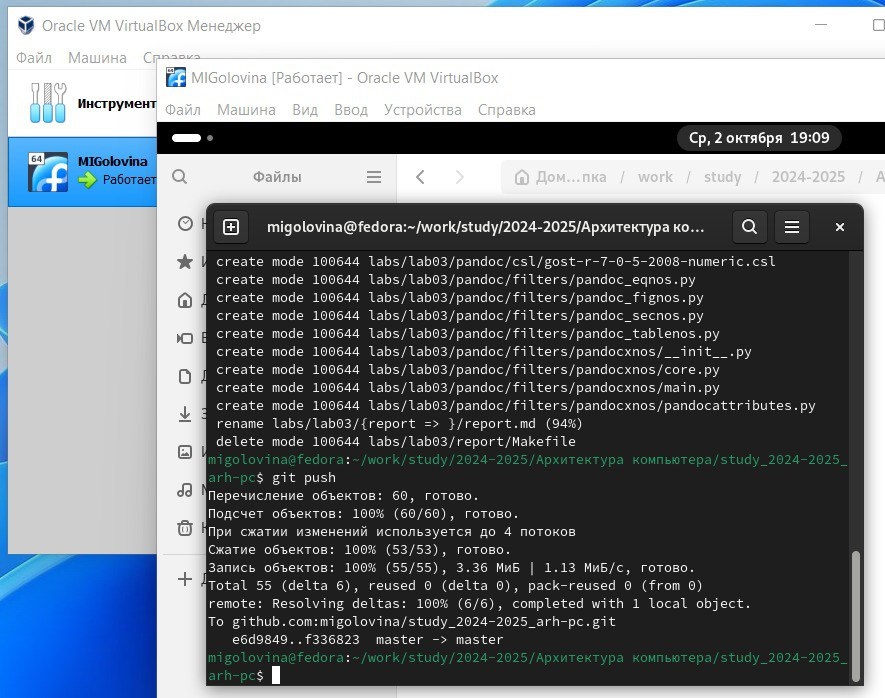 Oracle VM VirtualBox Менеджер
Файл Машина Справка
Инструмент
64
MIGolovina
Работает
MIGolovina [Работает] - Oracle VM VirtualBox
Файл Машина Вид Ввод Устройства Справка
Ср, 2 октября 19:09
Файлы
Дом…пка / work / study / 2024-2025 /
migolovina@fedora:~/work/study/2024-2025/Архитектура ко...
create mode 100644 labs/lab03/pandoc/csl/gost-r-7-0-5-2008-numeric.csl
create mode 100644 labs/lab03/pandoc/filters/pandoc_eqnos.py
create mode 100644 labs/lab03/pandoc/filters/pandoc_fignos.py
create mode 100644 labs/lab03/pandoc/filters/pandoc_secnos.py
create mode 100644 labs/lab03/pandoc/filters/pandoc_tablenos.py
create mode 100644 labs/lab03/pandoc/filters/pandocxnos/__init__.py
create mode 100644 labs/lab03/pandoc/filters/pandocxnos/core.py
create mode 100644 labs/lab03/pandoc/filters/pandocxnos/main.py
create mode 100644 labs/lab03/pandoc/filters/pandocxnos/pandocattributes.py
rename labs/lab03/{report => }/report.md (94%)
delete mode 100644 labs/lab03/report/Makefile
migolovina@fedora:~/work/study/2024-2025/Архитектура компьютера/study_2024-2025_
arh-pc$ git push
Перечисление объектов: 60, готово.
Подсчет объектов: 100% (60/60), готово.
При сжатии изменений используется до 4 потоков
Сжатие объектов: 100% (53/53), готово.
Запись объектов: 100% (55/55), 3.36 МиБ | 1.13 МиБ/с, готово.
Total 55 (delta 6), reused 0 (delta 0), pack-reused 0 (from 0)
remote: Resolving deltas: 100% (6/6), completed with 1 local object.
To github.com:migolovina/study_2024-2025_arh-pc.git
e6d9849..f336823 master -> master
migolovina@fedora:~/work/study/2024-2025/Архитектура компьютера/study_2024-2025_
arh-pc$